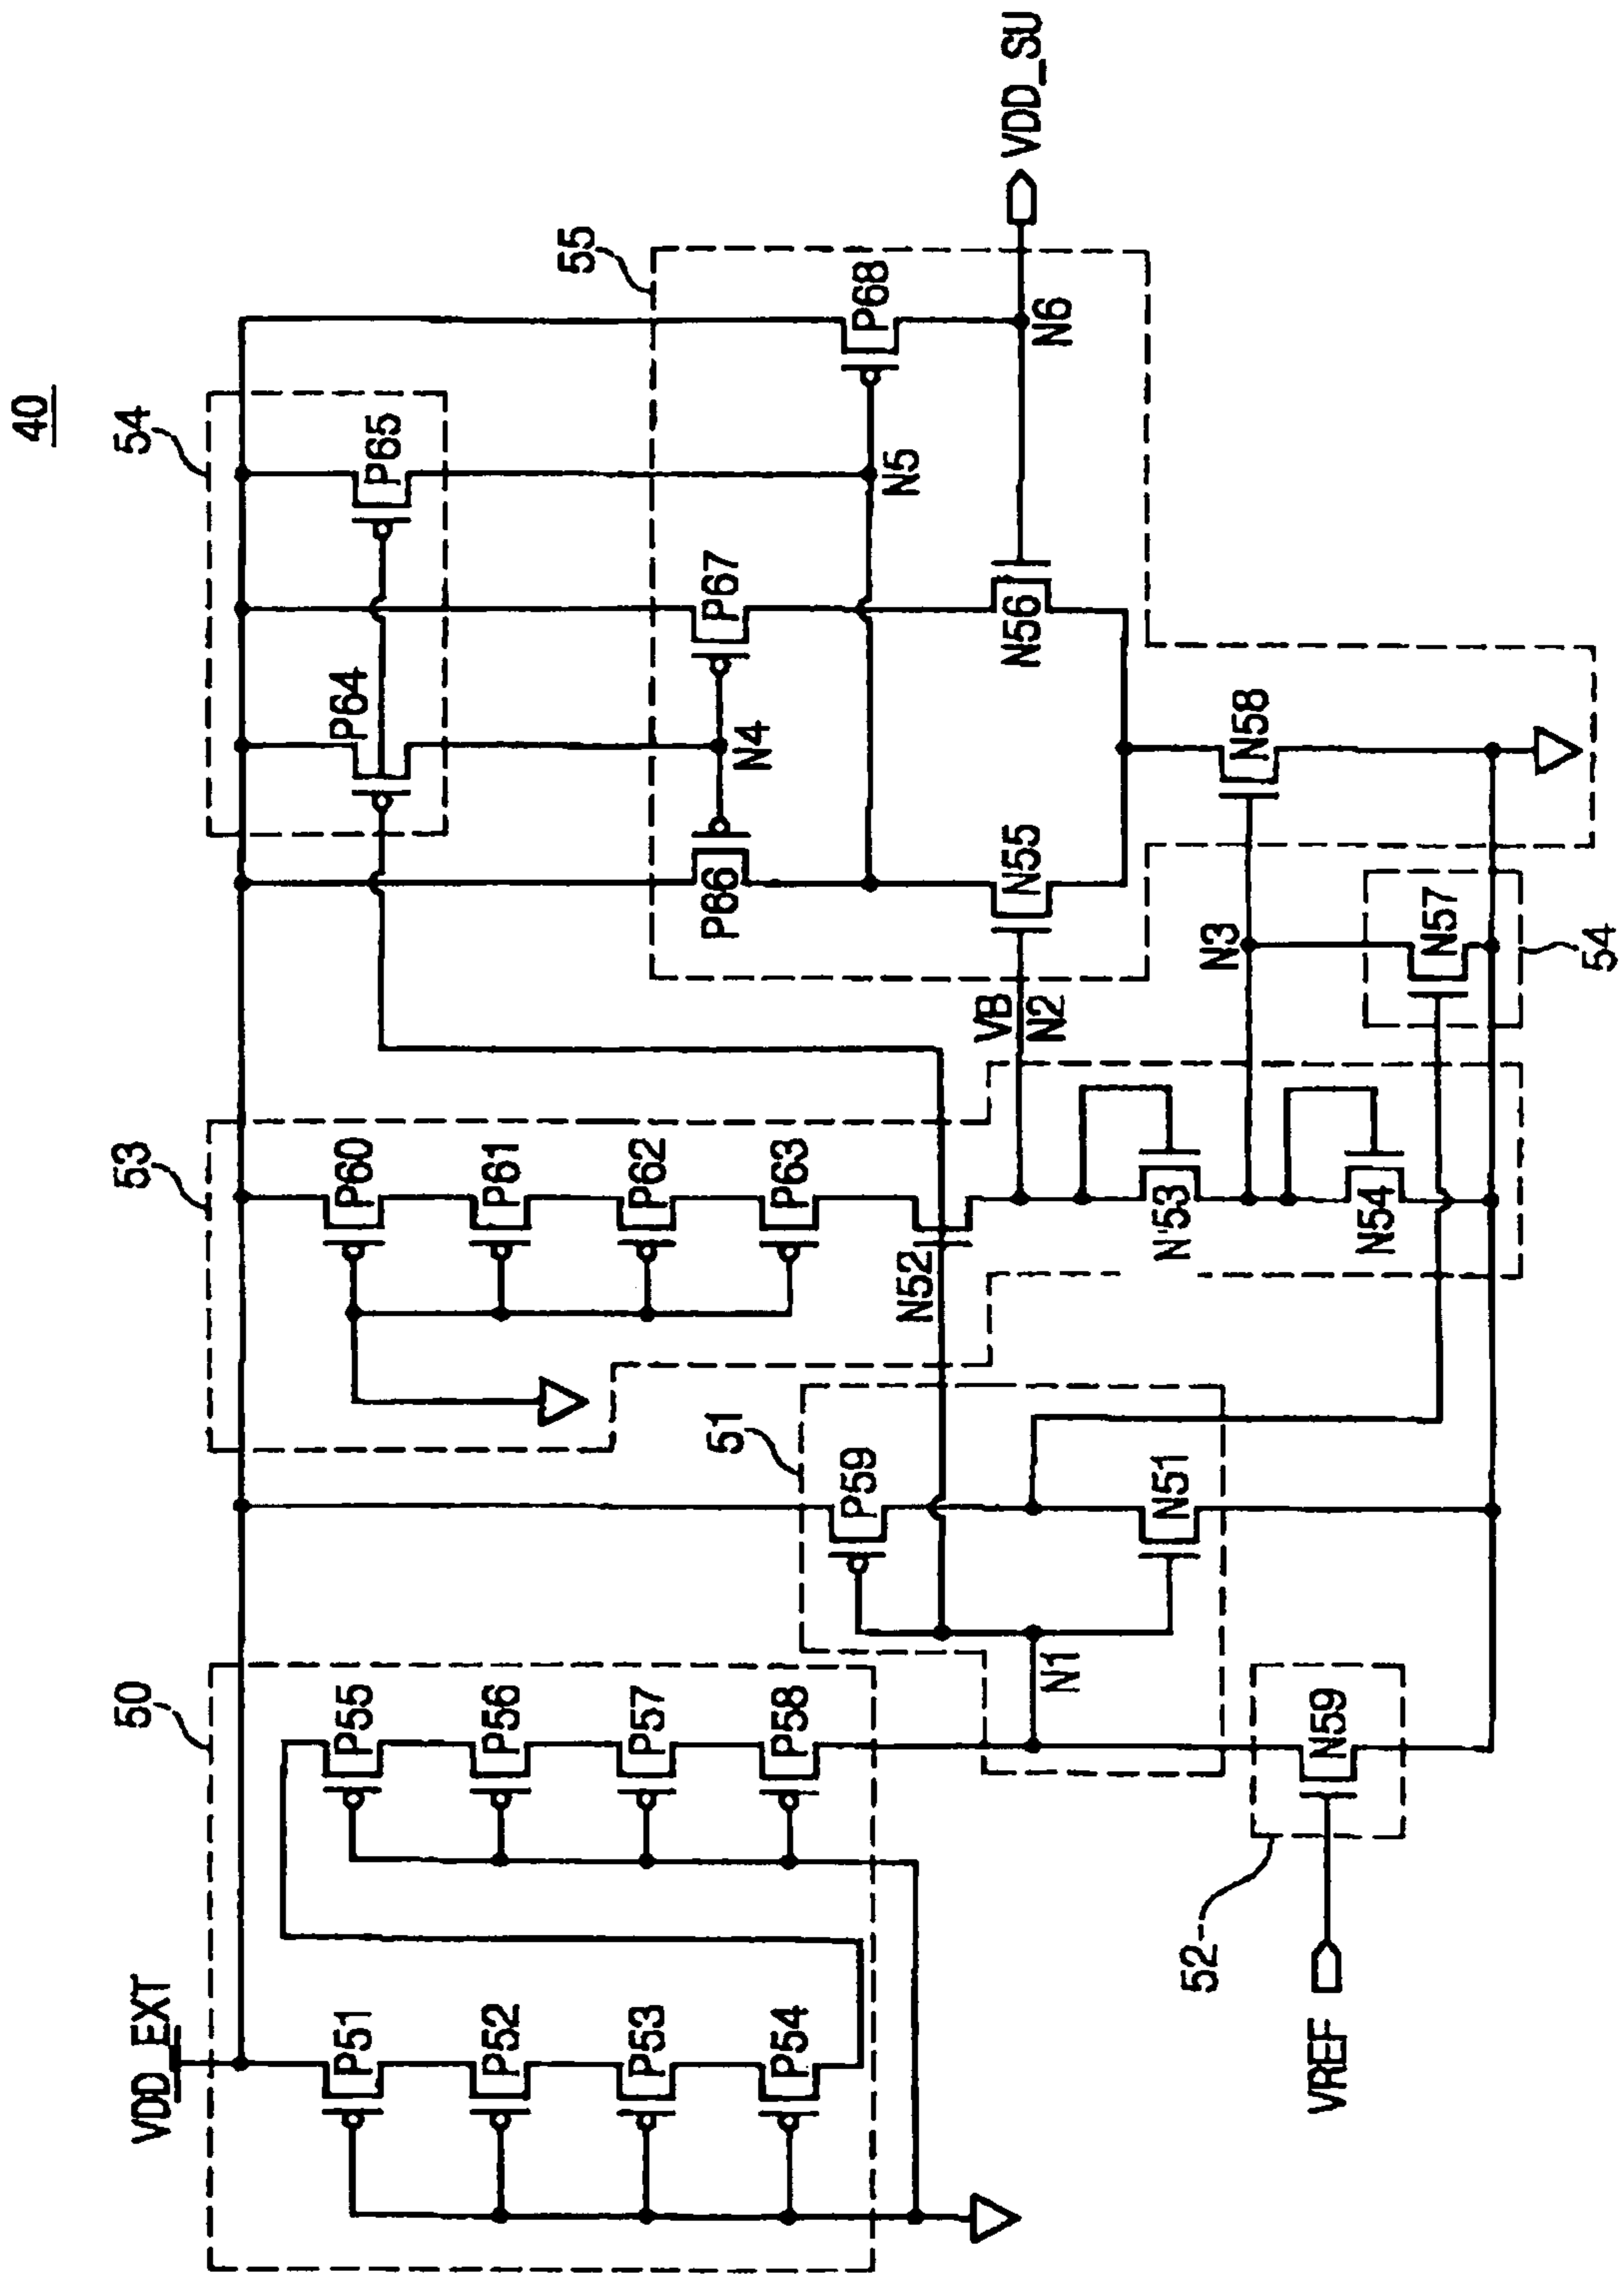 40
VDD_EXT
50
P51
P52
P53
P54
P55
P56
P57
P58
51
P59
N51
N1
52
N59
VREF
53
P60
P61
P62
P63
N52
N53
N54
VB
N2
N3
54
N57
54
P64
P65
55
P66
P67
N4
N5
P68
N55
N56
N58
N6
VDD_SU